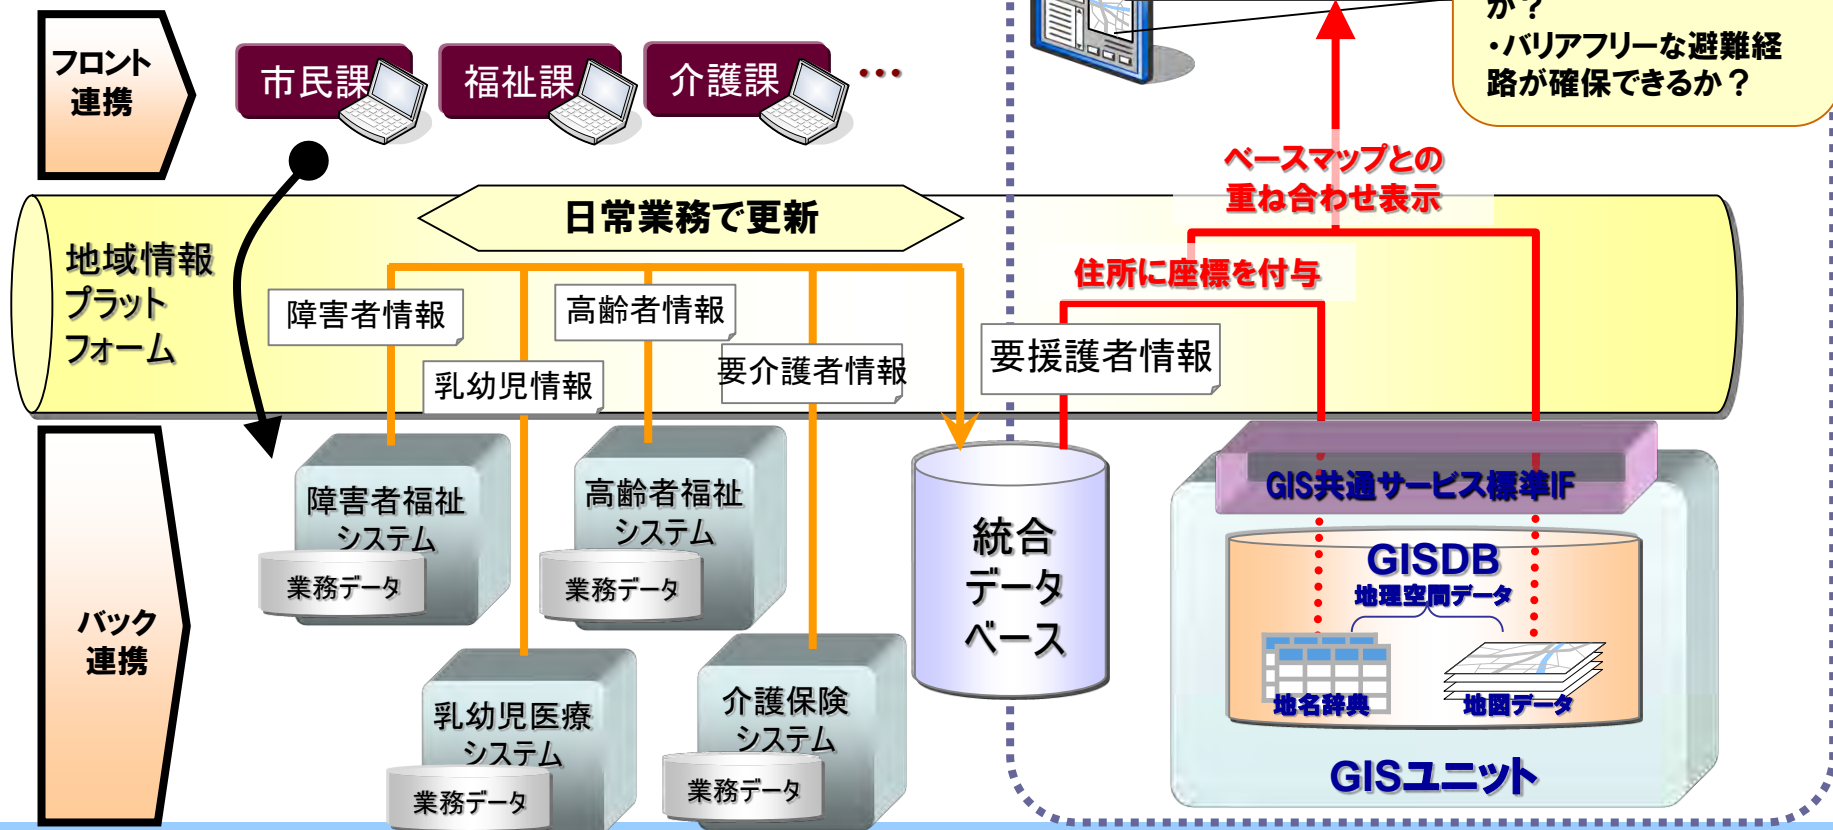 か？
・バリアフリーな避難経
路が確保できるか？
フロント
連携
市民課
福祉課
介護課
…
ベースマップとの
重ね合わせ表示
日常業務で更新
地域情報
プラット
フォーム
住所に座標を付与
障害者情報
高齢者情報
乳幼児情報
要介護者情報
要援護者情報
バック
連携
障害者福祉
システム
業務データ
高齢者福祉
システム
業務データ
乳幼児医療
システム
業務データ
介護保険
システム
業務データ
統合
データ
ベース
GIS共通サービス標準IF
GISDB
地理空間データ
地名辞典
地図データ
GISユニット